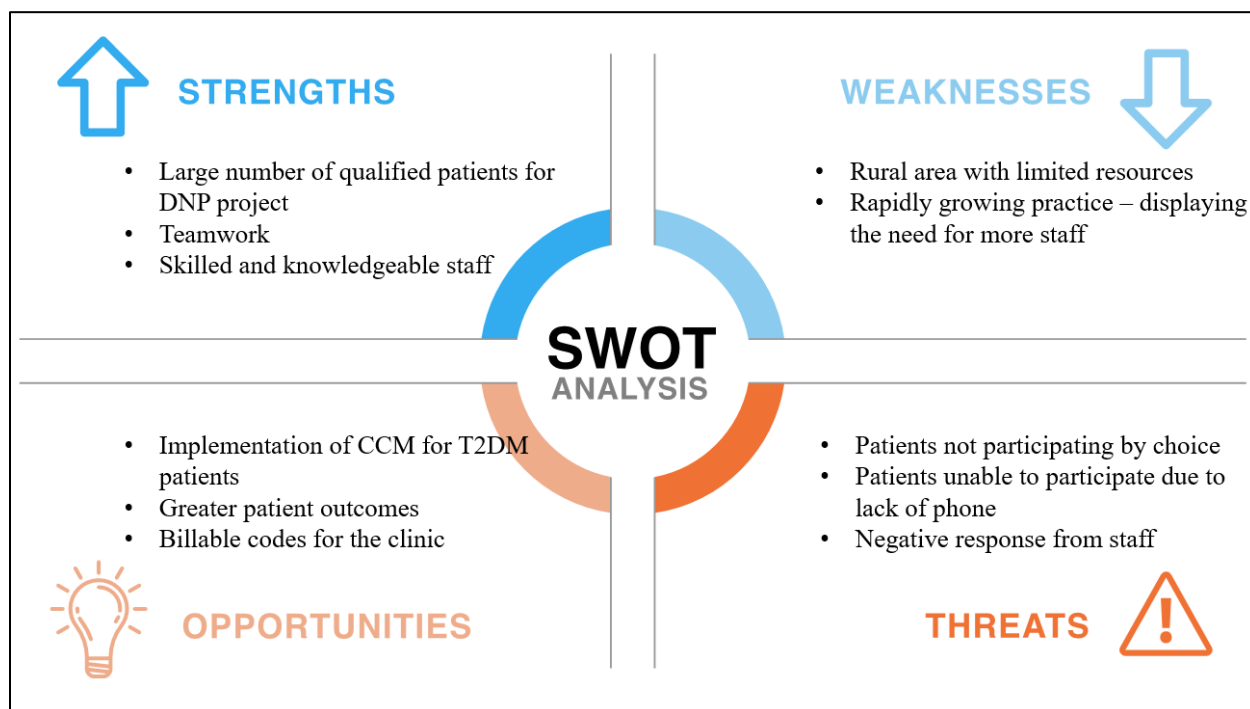 STRENGTHS
• Large number of qualified patients for
DNP project
• Teamwork
• Skilled and knowledgeable staff
WEAKNESSES
• Rural area with limited resources
• Rapidly growing practice – displaying
the need for more staff
SWOT
ANALYSIS
• Implementation of CCM for T2DM
patients
• Greater patient outcomes
• Billable codes for the clinic
OPPORTUNITIES
• Patients not participating by choice
• Patients unable to participate due to
lack of phone
• Negative response from staff
THREATS